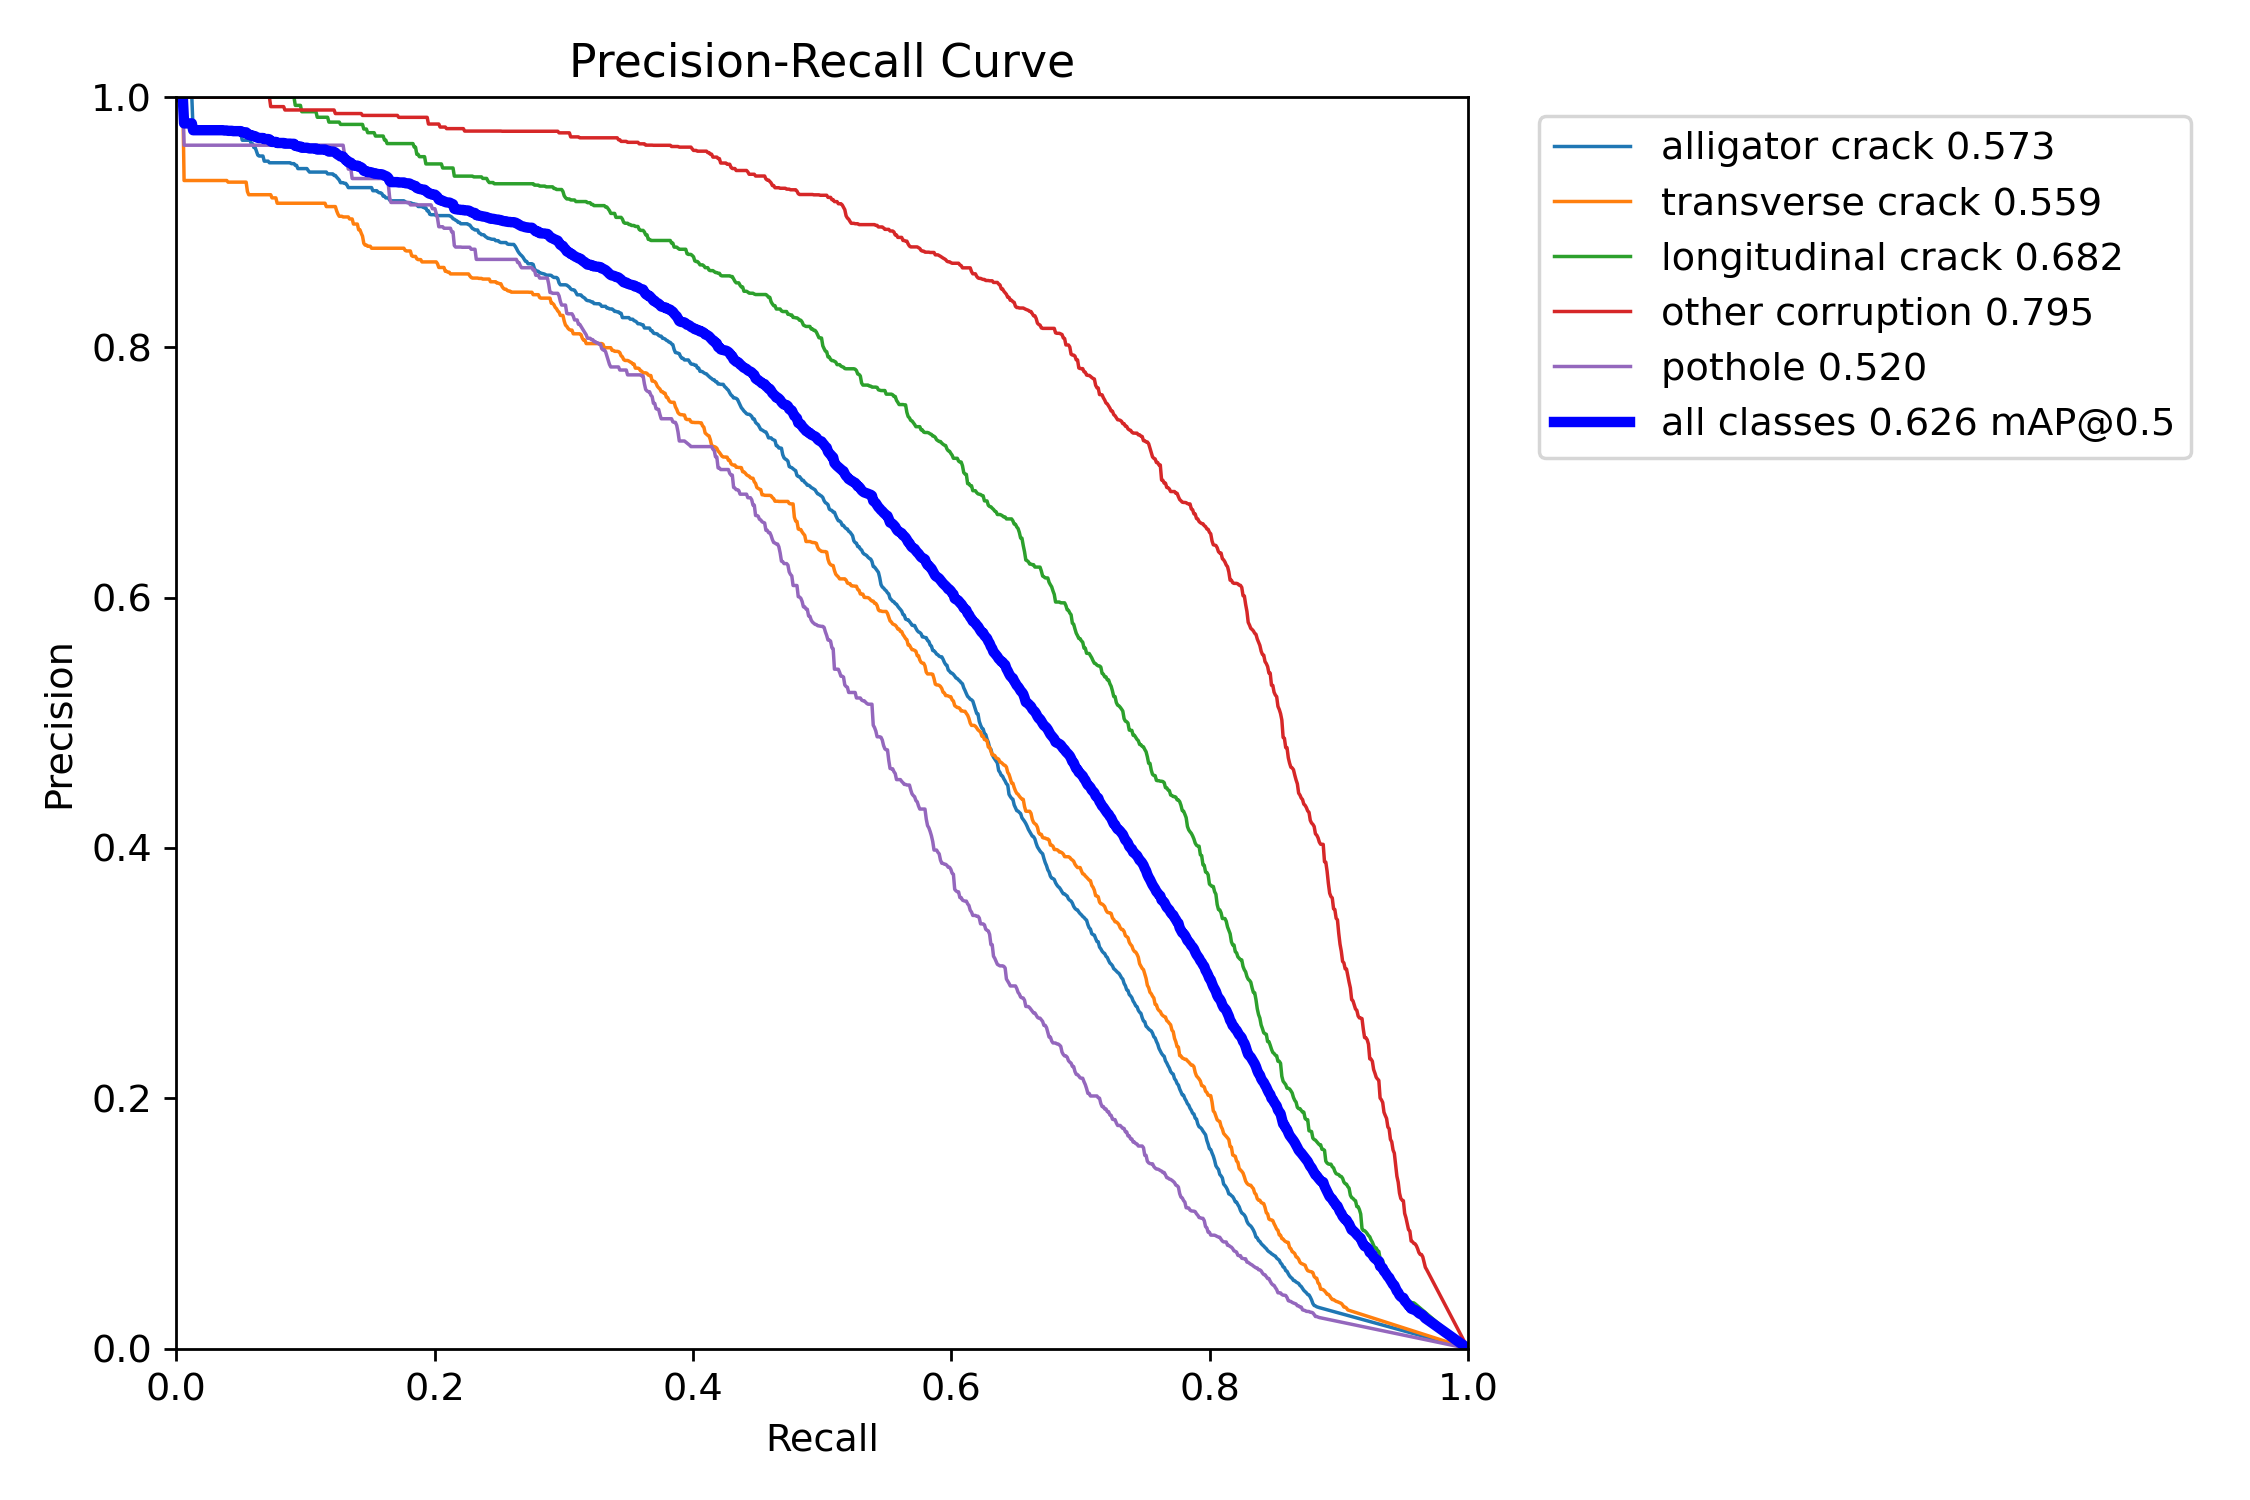 Precision-Recall Curve
1.0
0.8
0.6
0.4
0.2
0.0
Precision
0.0 0.2 0.4 0.6 0.8 1.0
Recall
alligator crack 0.573
transverse crack 0.559
longitudinal crack 0.682
other corruption 0.795
pothole 0.520
all classes 0.626 mAP@0.5